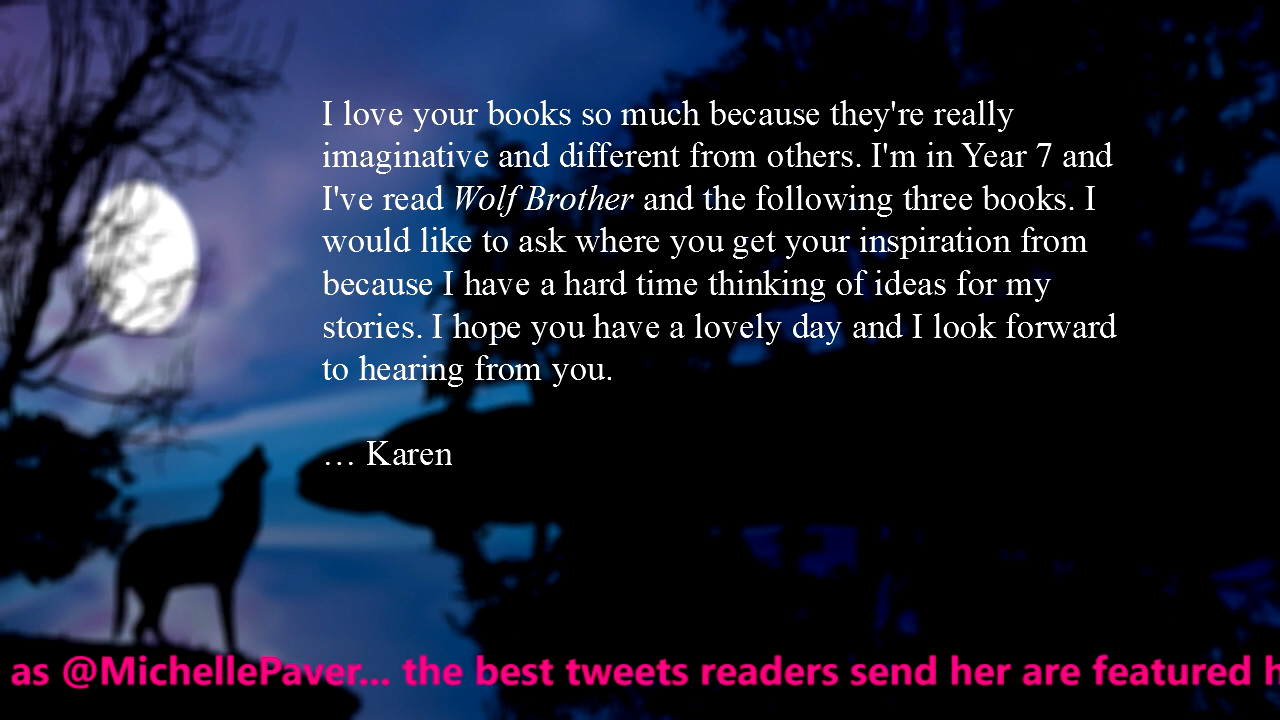 I love your books so much because they're really
imaginative and different from others. I'm in Year 7 and
I've read Wolf Brother and the following three books. I
would like to ask where you get your inspiration from
because I have a hard time thinking of ideas for my
stories. I hope you have a lovely day and I look forward
to hearing from you.
… Karen
as @MichellePaver... the best tweets readers send her are featured